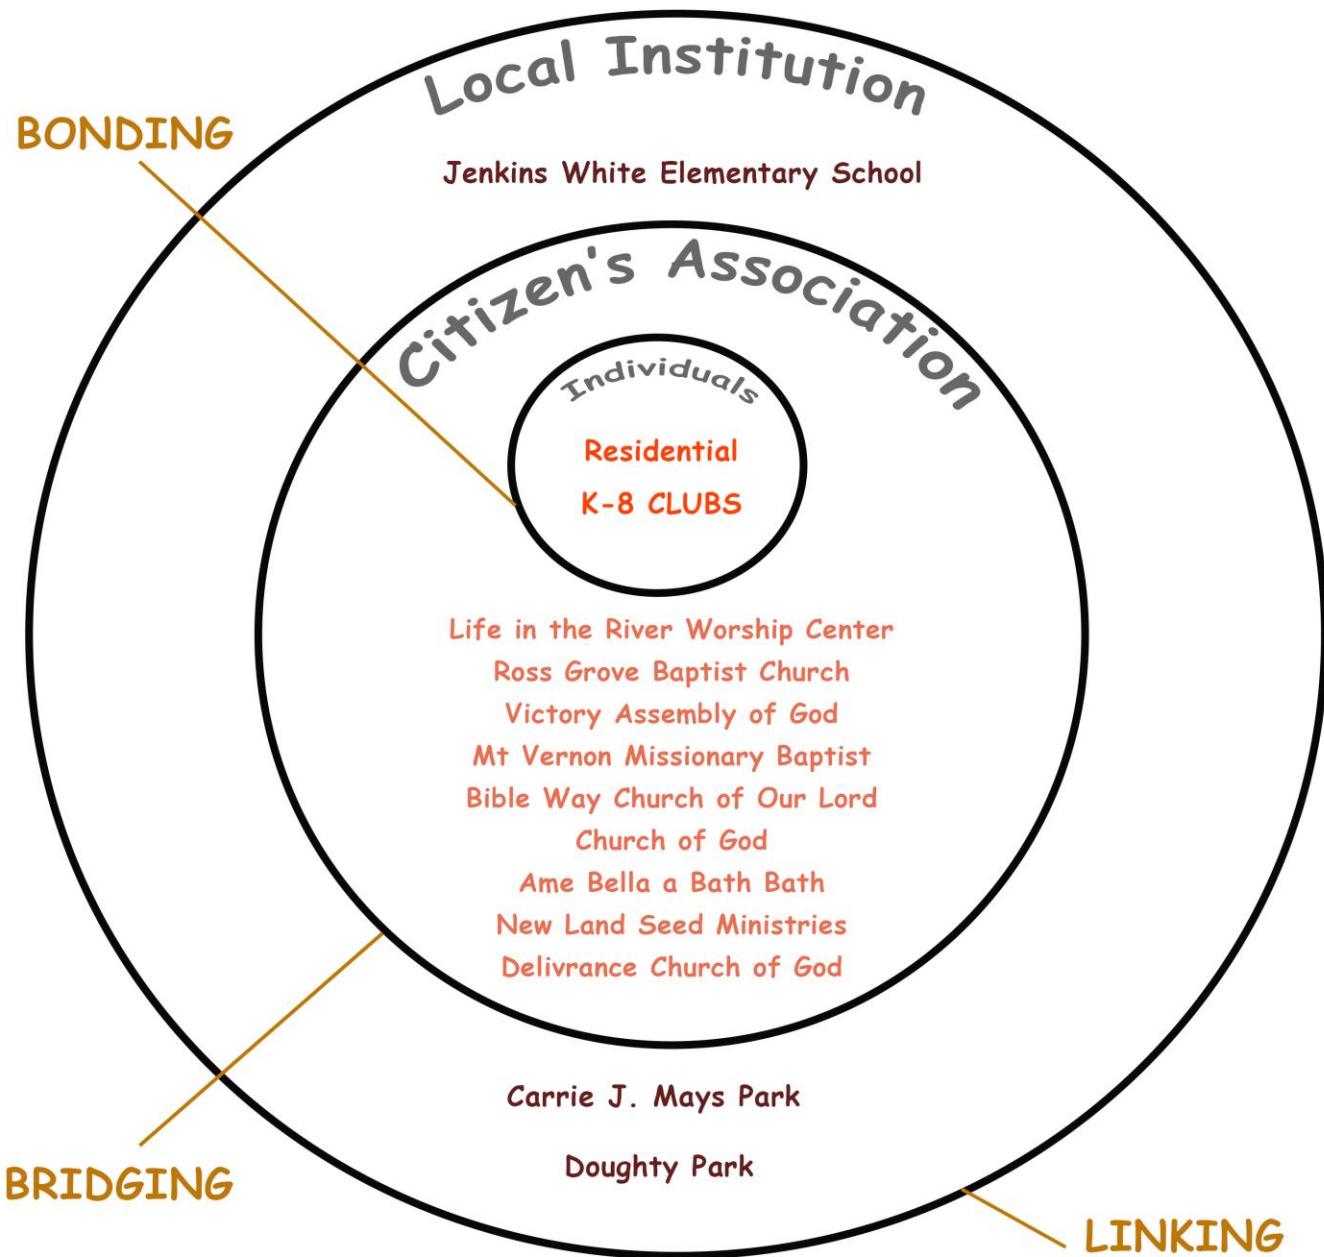 Local Institution
BONDING
Jenkins White Elementary School
Citizen's Association
Individuals
Residential
K-8 CLUBS
Life in the River Worship Center
Ross Grove Baptist Church
Victory Assembly of God
Mt Vernon Missionary Baptist
Bible Way Church of Our Lord
Church of God
Ame Bella a Bath Bath
New Land Seed Ministries
Delivrance Church of God
Carrie J. Mays Park
Doughty Park
BRIDGING
LINKING